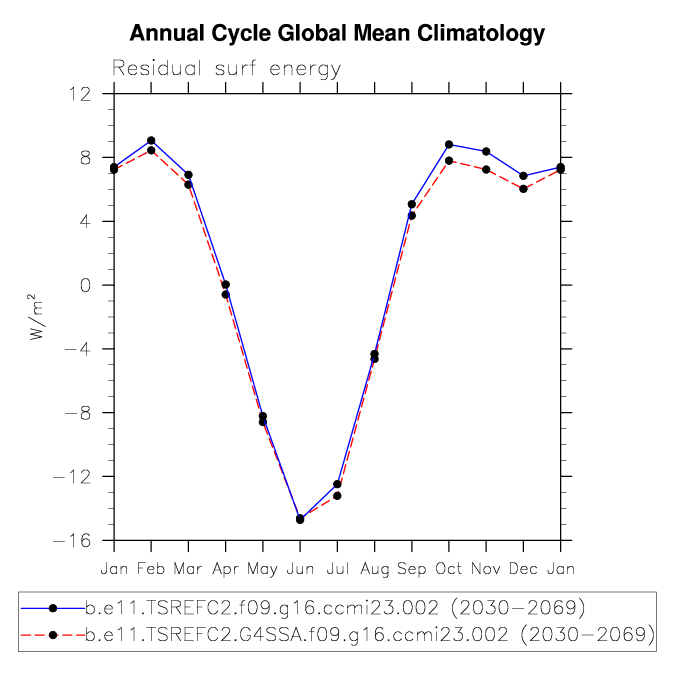 Annual Cycle Global Mean Climatology
Residual surf energy
12
8
4
0
−4
−8
−12
−16
W/m²
Jan Feb Mar Apr May Jun Jul Aug Sep Oct Nov Dec Jan
b.e11.TSREFC2.f09.g16.ccmi23.002 (2030−2069)
b.e11.TSREFC2.G4SSA.f09.g16.ccmi23.002 (2030−2069)